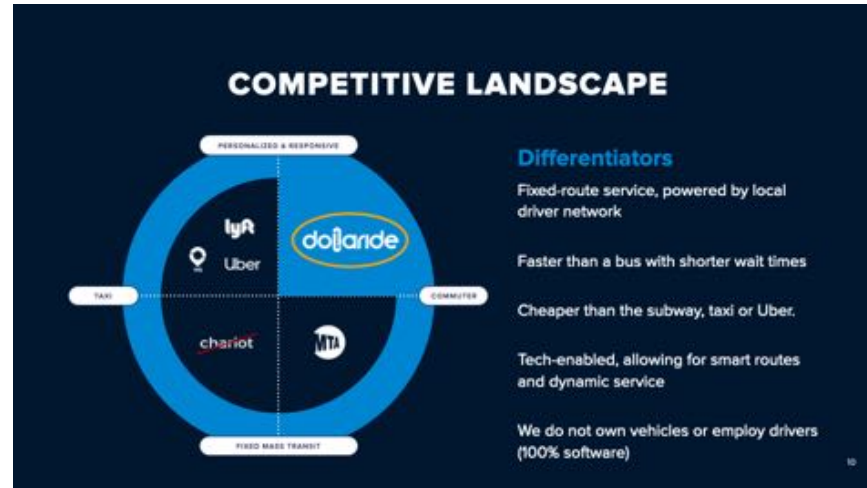 COMPETITIVE LANDSCAPE
PERSONALIZED & RESPONSIVE
lyft
Uber
dollaride
TAXI
COMMUTER
chariot
MTA
FIXED MASS TRANSIT
Differentiators
Fixed-route service, powered by local
driver network
Faster than a bus with shorter wait times
Cheaper than the subway, taxi or Uber.
Tech-enabled, allowing for smart routes
and dynamic service
We do not own vehicles or employ drivers
(100% software)
10